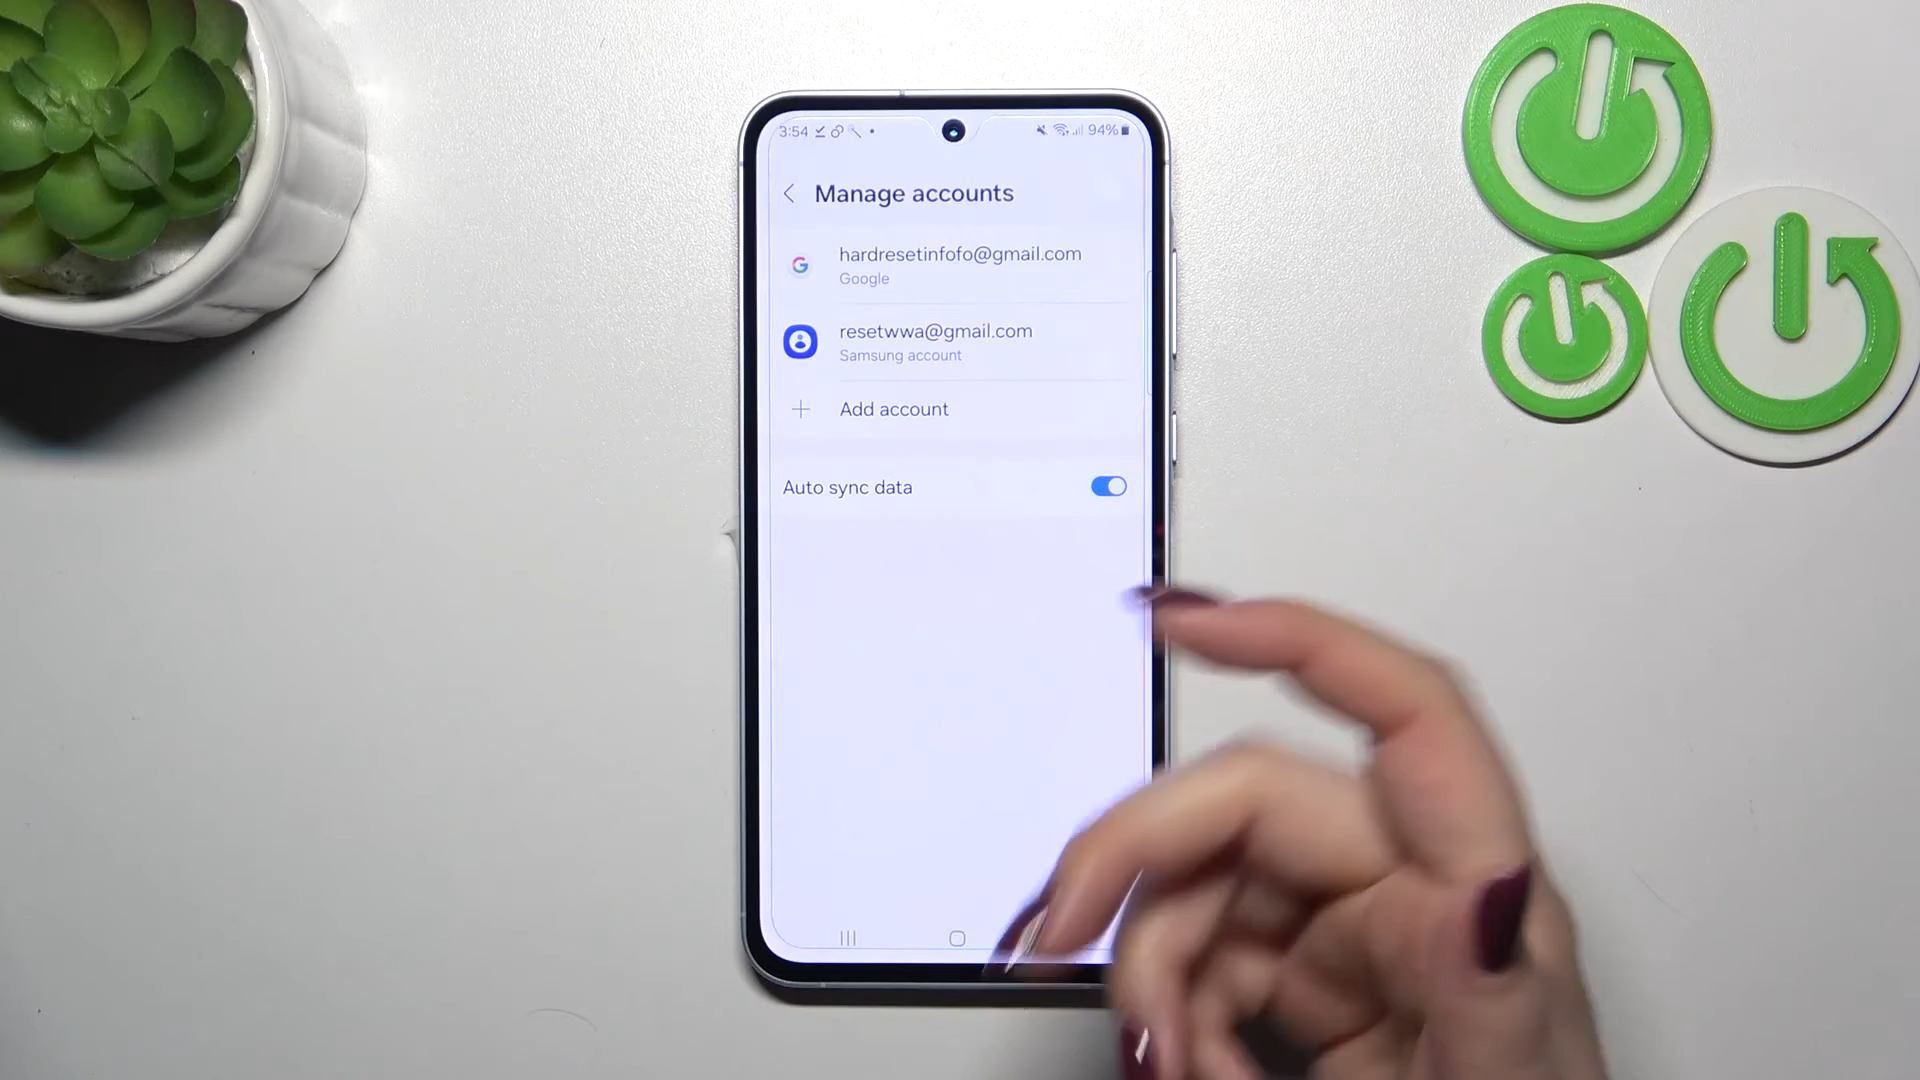 3:54
94%
Manage accounts
hardresetinfofo@gmail.com
Google
resetwwa@gmail.com
Samsung account
Add account
Auto sync data